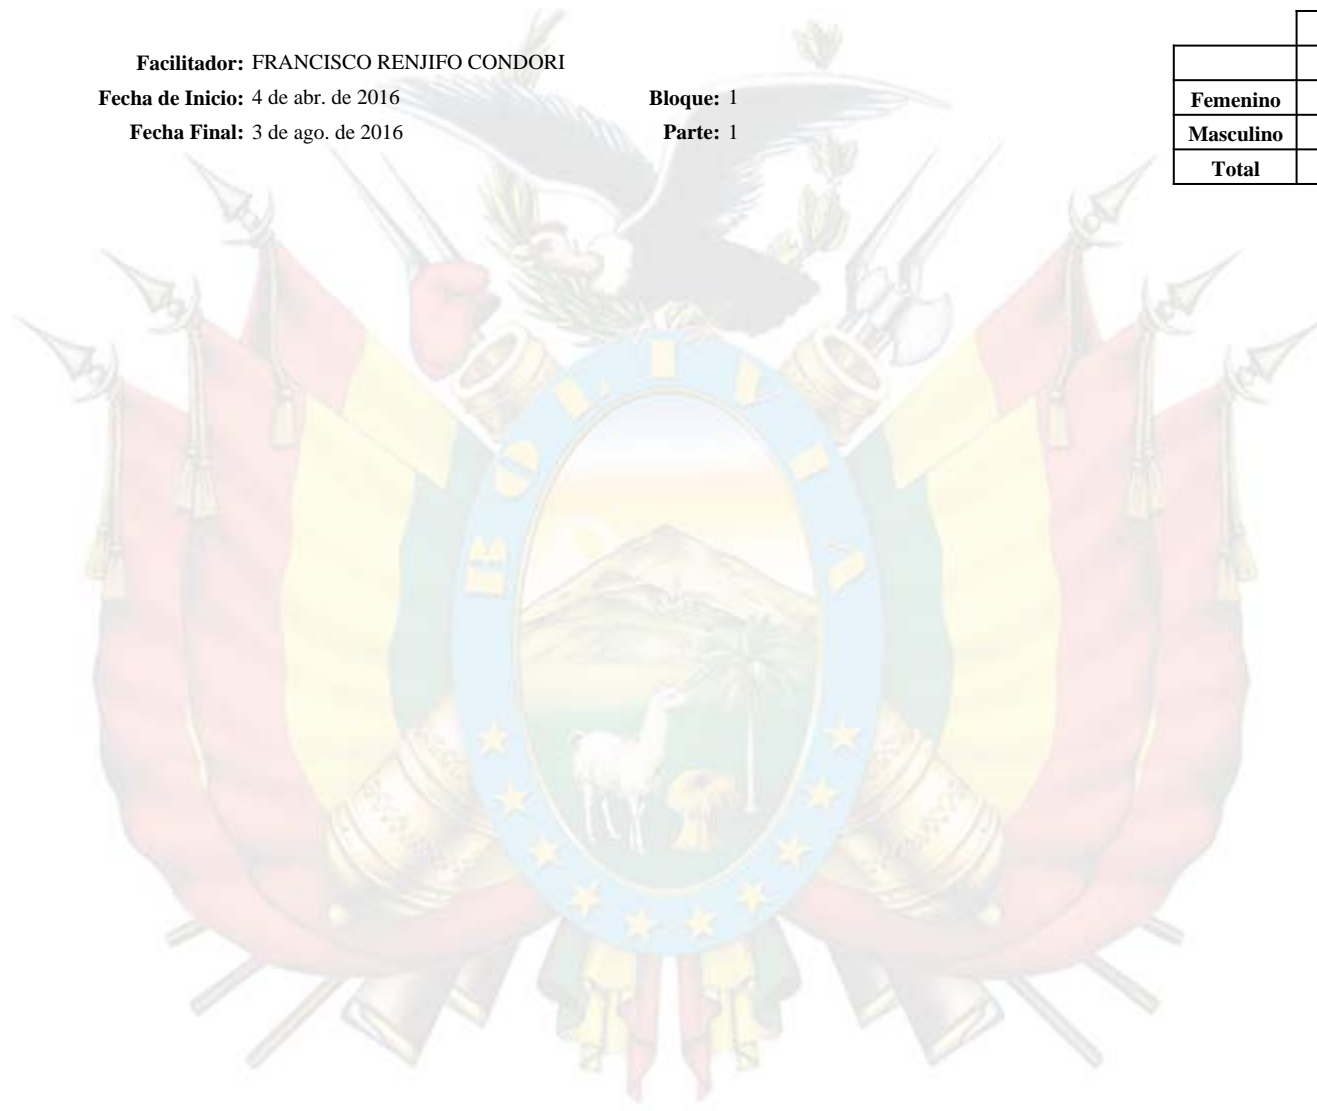 Facilitador: FRANCISCO RENJIFO CONDORI
Fecha de Inicio: 4 de abr. de 2016 Bloque: 1
Fecha Final: 3 de ago. de 2016 Parte: 1
Femenino
Masculino
Total
BOLIVIA